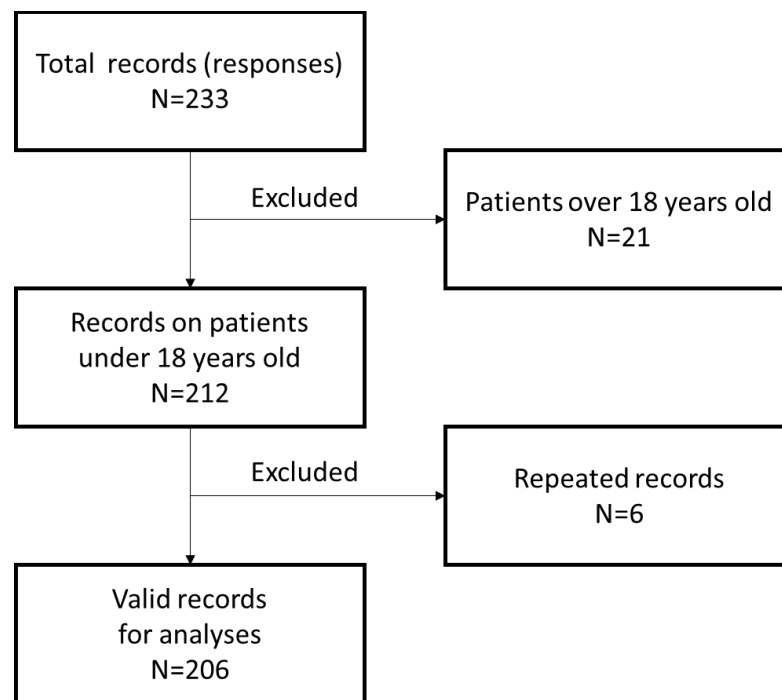 Total records (responses)
N=233
Excluded
Patients over 18 years old
N=21
Records on patients
under 18 years old
N=212
Excluded
Repeated records
N=6
Valid records
for analyses
N=206